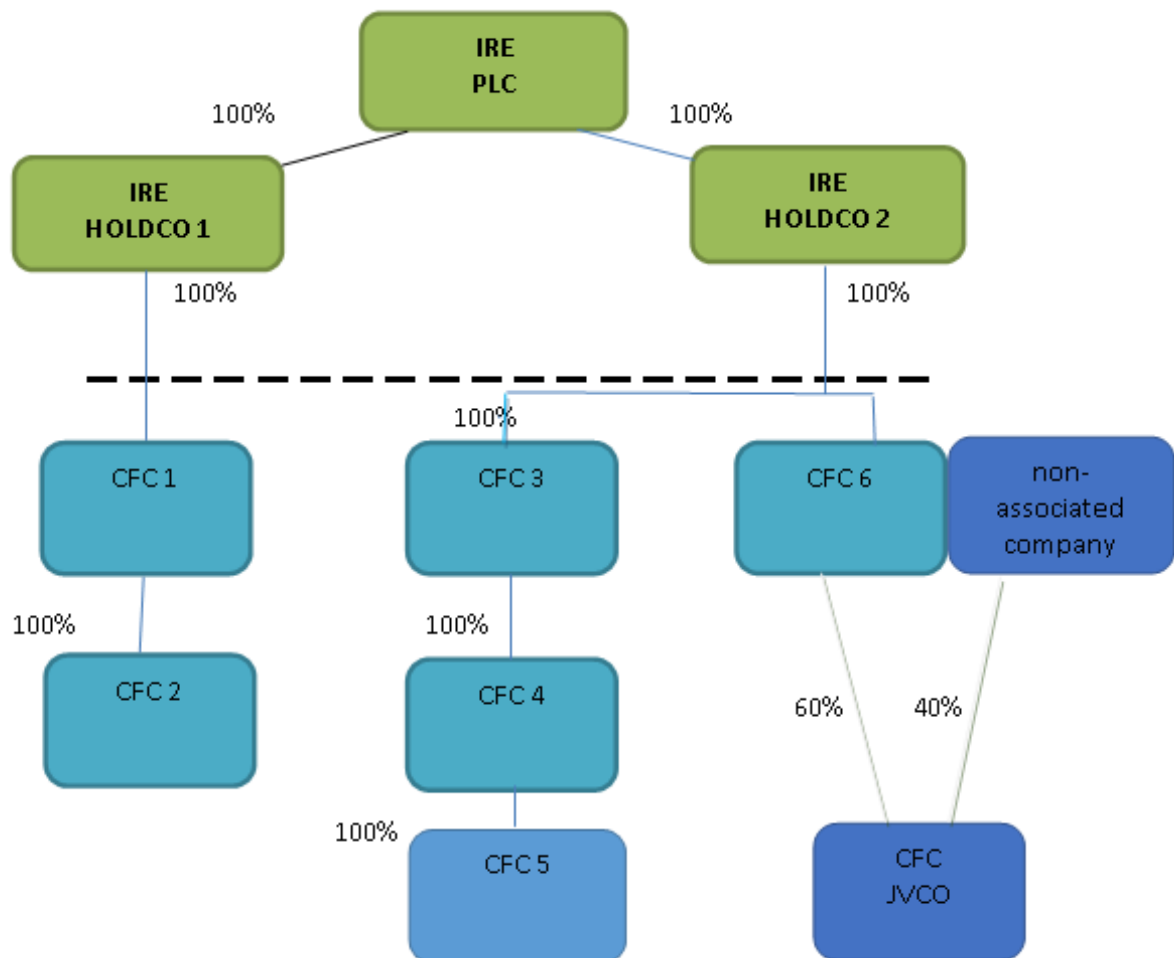 IRE
PLC
100%
100%
IRE
HOLDCO 1
IRE
HOLDCO 2
100%
100%
100%
CFC 1
CFC 3
CFC 6
non-
associated
company
100%
100%
CFC 2
CFC 4
60%
40%
100%
CFC 5
CFC
JVCO